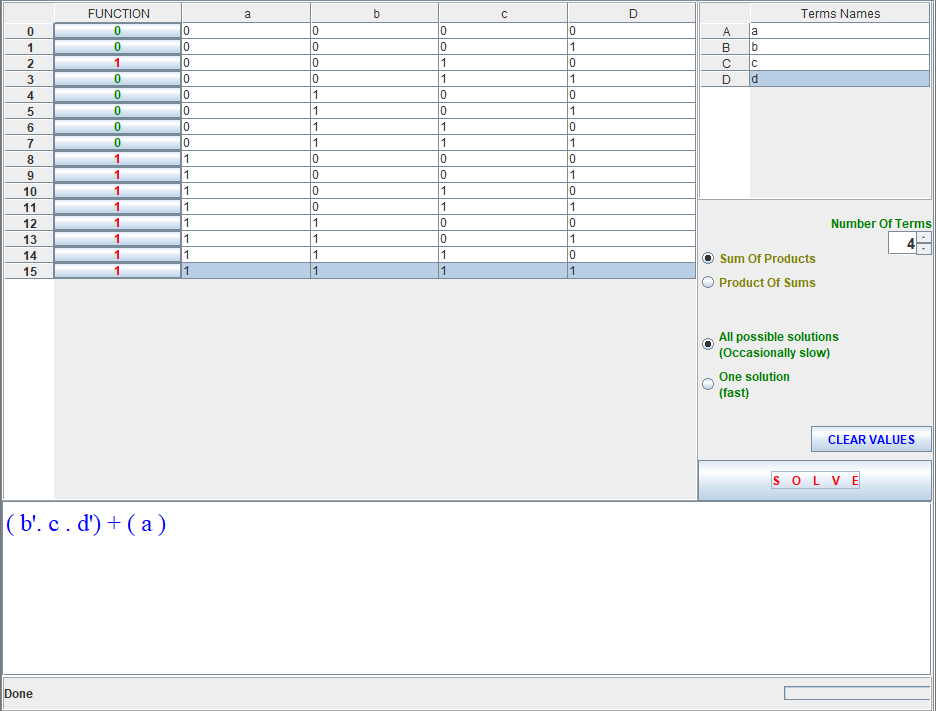 FUNCTION a b c D
0 0 0 0 0 0
1 0 0 0 0 1
2 1 0 0 1 0
3 0 0 0 1 1
4 0 0 1 0 0
5 0 0 1 0 1
6 0 0 1 1 0
7 0 0 1 1 1
8 1 1 0 0 0
9 1 1 0 0 1
10 1 1 0 1 0
11 1 1 0 1 1
12 1 1 1 0 0
13 1 1 1 0 1
14 1 1 1 1 0
15 1 1 1 1 1
Terms Names
A a
B b
C c
D d
Number Of Terms
4
Sum Of Products
Product Of Sums
All possible solutions
(Occasionally slow)
One solution
(fast)
CLEAR VALUES
S O L V E
( b'. c . d') + ( a )
Done